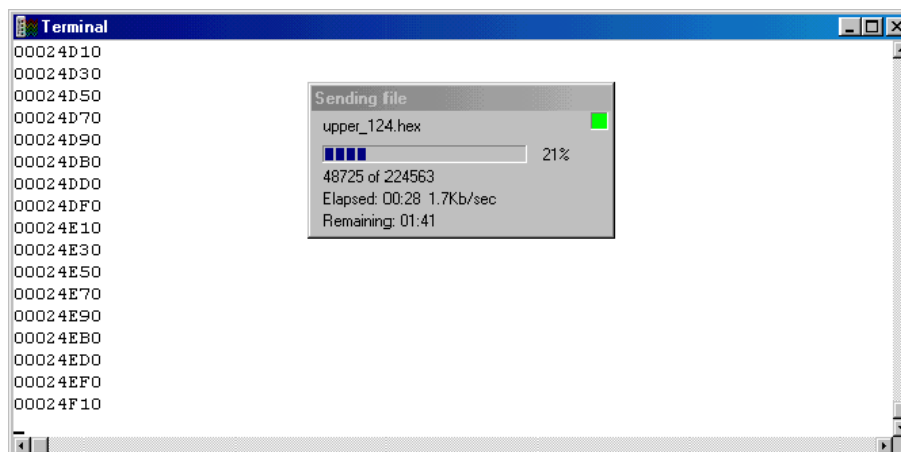 Terminal
00024D10
00024D30
00024D50
00024D70
00024D90
00024DB0
00024DD0
00024DF0
00024E10
00024E30
00024E50
00024E70
00024E90
00024EB0
00024ED0
00024EF0
00024F10
Sending file
upper_124.hex
21%
48725 of 224563
Elapsed: 00:28 1.7Kb/sec
Remaining: 01:41